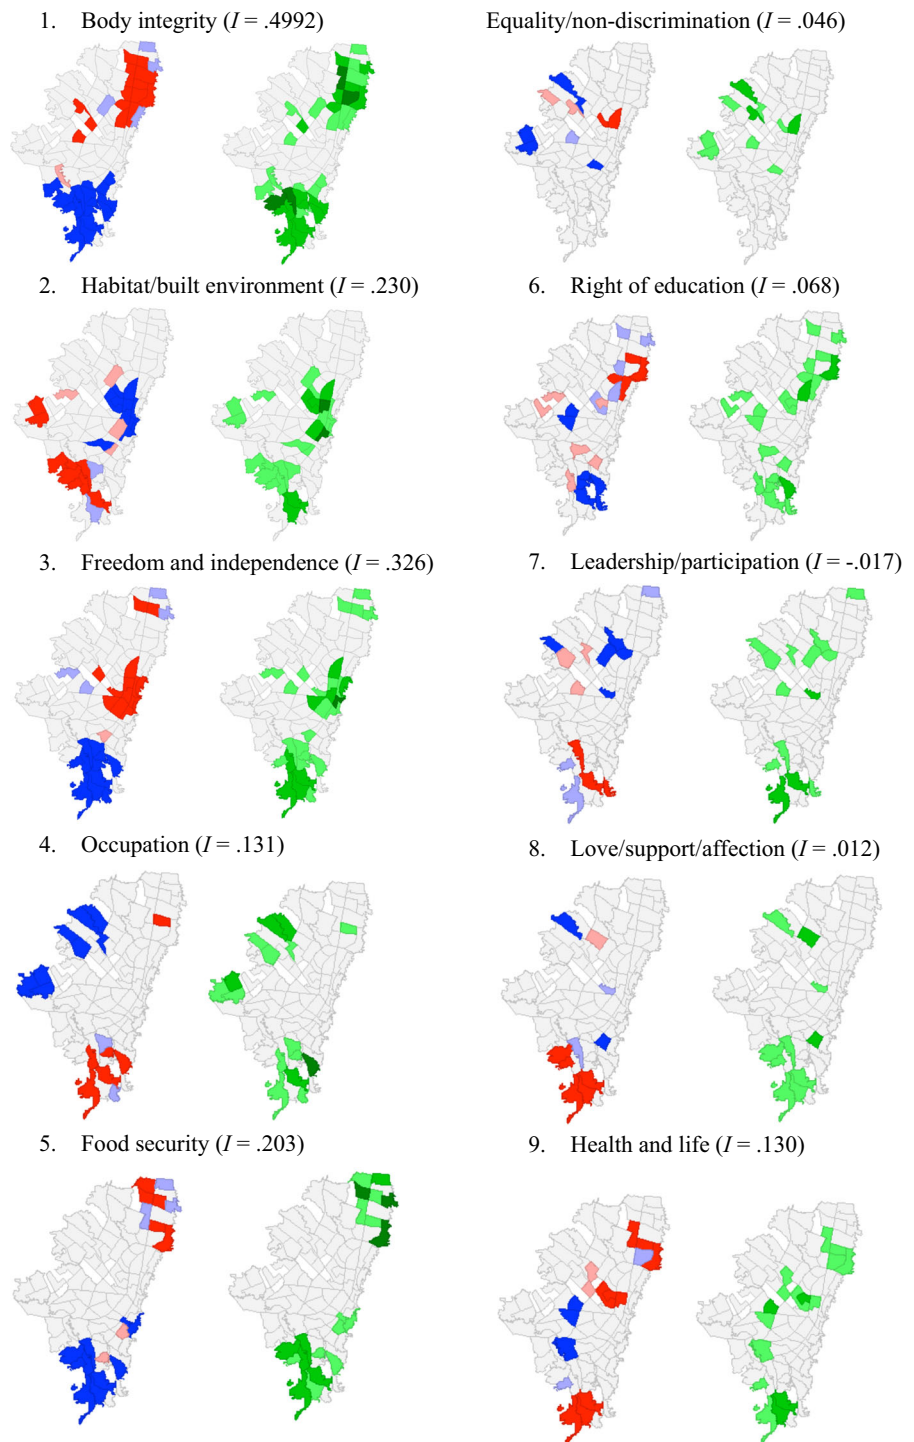 1. Body integrity (I = .4992)
Equality/non-discrimination (I = .046)
2. Habitat/built environment (I = .230)
6. Right of education (I = .068)
3. Freedom and independence (I = .326)
7. Leadership/participation (I = -.017)
4. Occupation (I = .131)
8. Love/support/affection (I = .012)
5. Food security (I = .203)
9. Health and life (I = .130)